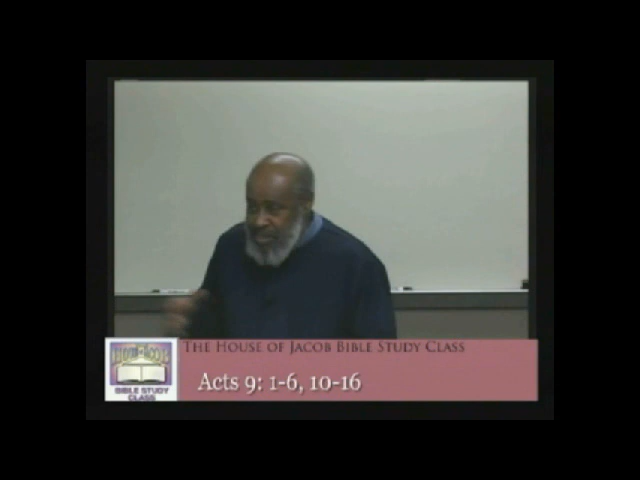 The House of Jacob Bible Study Class
Acts 9: 1-6, 10-16
BIBLE STUDY
CLASS